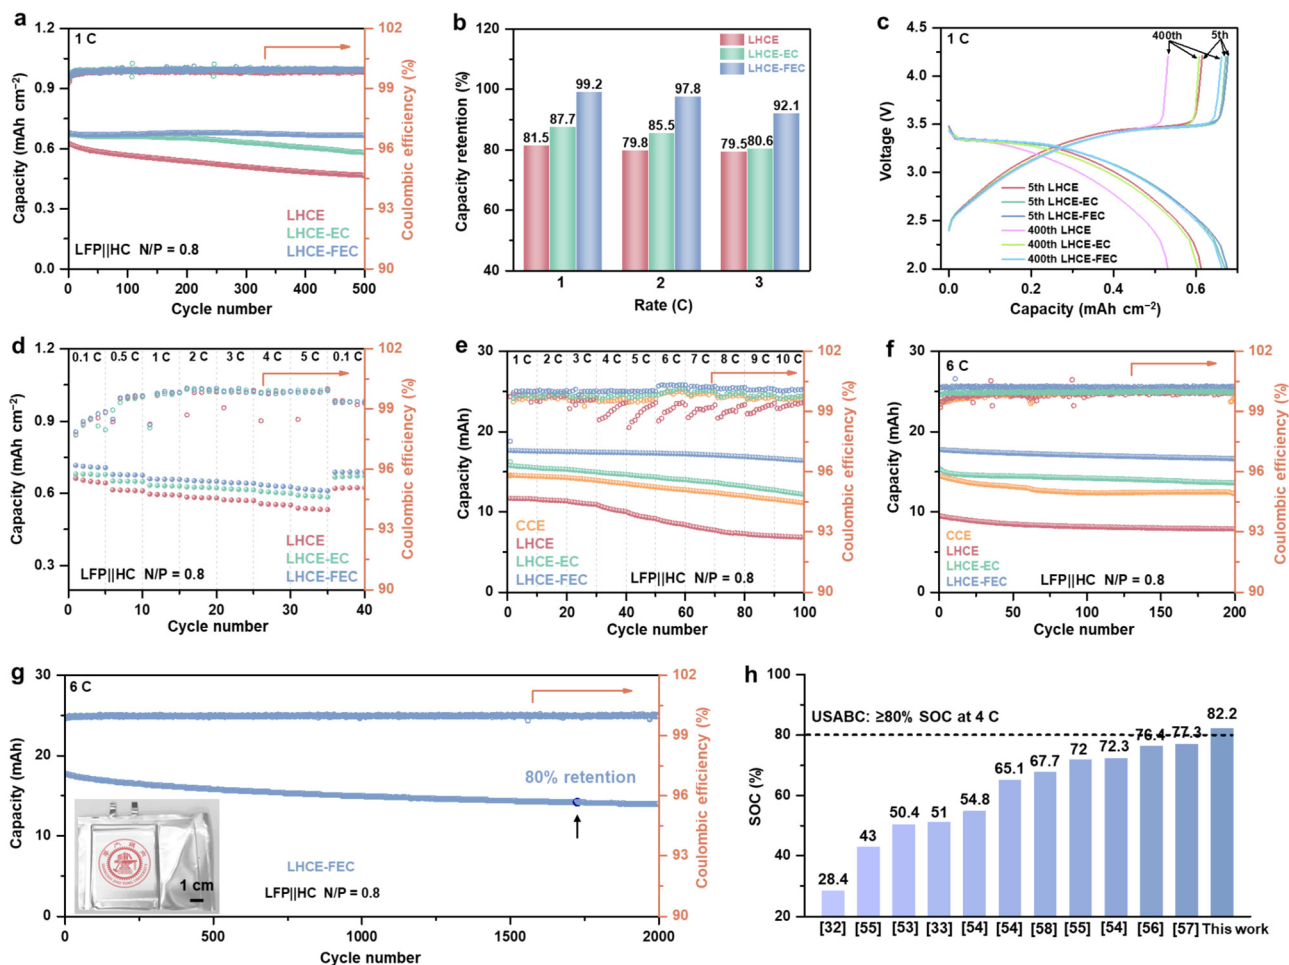 a
1 C
Capacity (mAh cm⁻²)
1.2
0.9
0.6
0.3
0.0
102
99
96
93
90
Coulombic efficiency (%)
LHCE
LHCE-EC
LHCE-FEC
LFP||HC N/P = 0.8
0 100 200 300 400 500
Cycle number
b
Capacity retention (%)
120
100
80
60
40
LHCE
LHCE-EC
LHCE-FEC
81.5 87.7 99.2
79.8 85.5 97.8
79.5 80.6 92.1
1 2 3
Rate (C)
c
1 C
400th 5th
Voltage (V)
4.5
4.0
3.5
3.0
2.5
2.0
5th LHCE
5th LHCE-EC
5th LHCE-FEC
400th LHCE
400th LHCE-EC
400th LHCE-FEC
0.0 0.2 0.4 0.6
Capacity (mAh cm⁻²)
d
0.1 C 0.5 C 1 C 2 C 3 C 4 C 5 C 0.1 C
Capacity (mAh cm⁻²)
1.2
0.9
0.6
0.3
102
99
96
93
90
Coulombic efficiency (%)
LHCE
LHCE-EC
LHCE-FEC
LFP||HC N/P = 0.8
0 10 20 30 40
Cycle number
e
1 C 2 C 3 C 4 C 5 C 6 C 7 C 8 C 9 C 10 C
Capacity (mAh)
30
20
10
0
102
99
96
93
90
Coulombic efficiency (%)
CCE
LHCE
LHCE-EC
LHCE-FEC
LFP||HC N/P = 0.8
0 20 40 60 80 100
Cycle number
f
6 C
Capacity (mAh)
30
20
10
0
102
99
96
93
90
Coulombic efficiency (%)
CCE
LHCE
LHCE-EC
LHCE-FEC
LFP||HC N/P = 0.8
0 50 100 150 200
Cycle number
g
6 C
Capacity (mAh)
30
20
10
0
102
100
98
96
94
92
90
Coulombic efficiency (%)
80% retention
LHCE-FEC
LFP||HC N/P = 0.8
1 cm
0 500 1000 1500 2000
Cycle number
h
SOC (%)
100
80
60
40
20
USABC: ≥80% SOC at 4 C
28.4 43 50.4 51 54.8 65.1 67.7 72 72.3 76.4 77.3 82.2
[32] [55] [53] [33] [54] [54] [58] [55] [54] [56] [57] This work